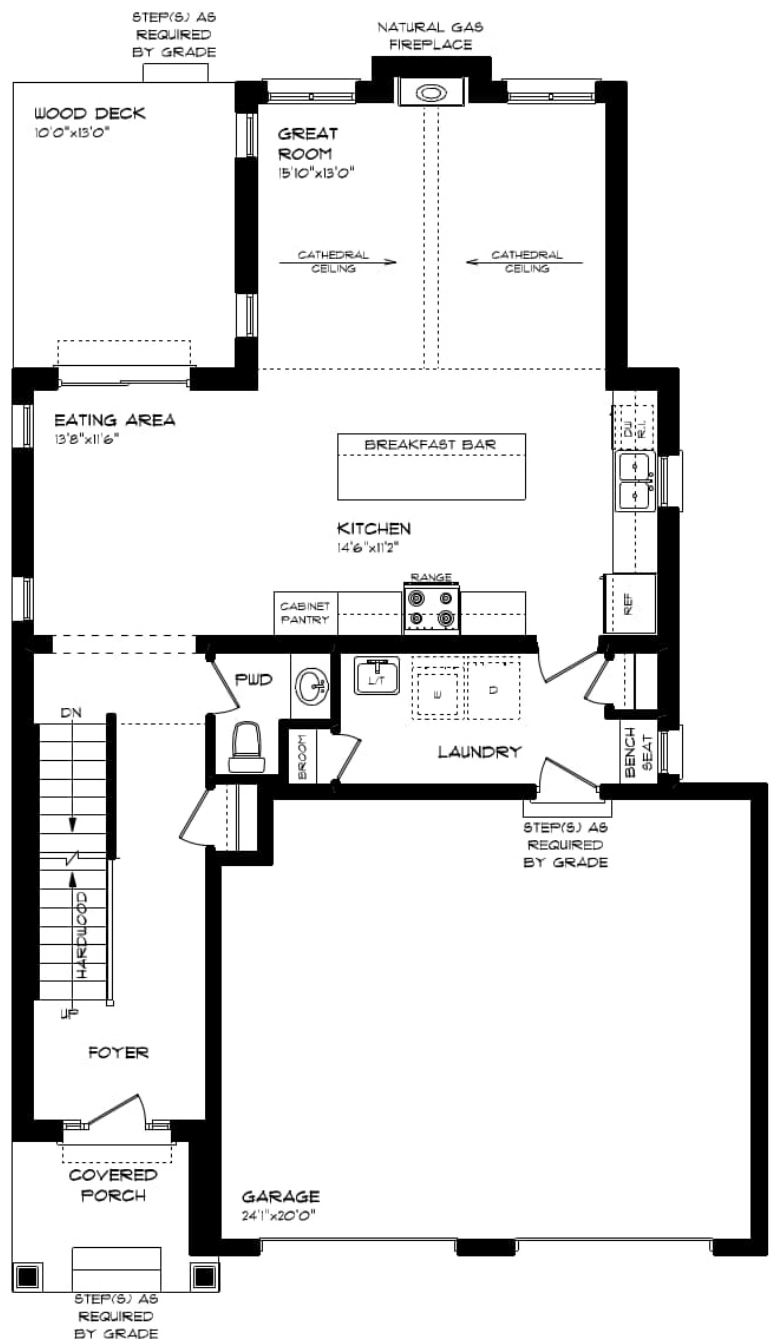 STEP(S) AS
REQUIRED
BY GRADE
NATURAL GAS
FIREPLACE
WOOD DECK
10'0"x13'0"
GREAT
ROOM
15'10"x13'0"
CATHEDRAL
CEILING
CATHEDRAL
CEILING
EATING AREA
13'8"x11'6"
BREAKFAST BAR
DW
R.I.
KITCHEN
14'6"x11'2"
RANGE
CABINET
PANTRY
REF
PWD
L/T
W
D
DN
BROOM
LAUNDRY
BENCH
SEAT
STEP(S) AS
REQUIRED
BY GRADE
HARDWOOD
UP
FOYER
COVERED
PORCH
GARAGE
24'1"x20'0"
STEP(S) AS
REQUIRED
BY GRADE